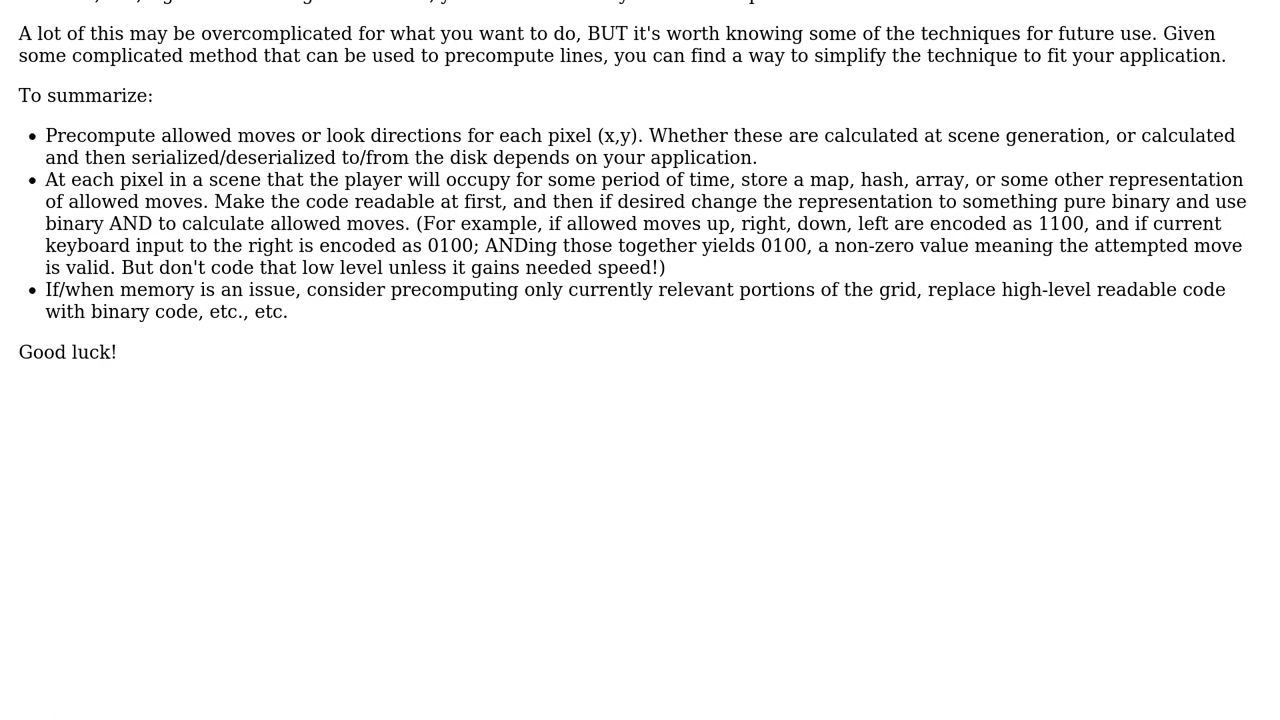 A lot of this may be overcomplicated for what you want to do, BUT it's worth knowing some of the techniques for future use. Given
some complicated method that can be used to precompute lines, you can find a way to simplify the technique to fit your application.
To summarize:
Precompute allowed moves or look directions for each pixel (x,y). Whether these are calculated at scene generation, or calculated
and then serialized/deserialized to/from the disk depends on your application.
At each pixel in a scene that the player will occupy for some period of time, store a map, hash, array, or some other representation
of allowed moves. Make the code readable at first, and then if desired change the representation to something pure binary and use
binary AND to calculate allowed moves. (For example, if allowed moves up, right, down, left are encoded as 1100, and if current
keyboard input to the right is encoded as 0100; ANDing those together yields 0100, a non-zero value meaning the attempted move
is valid. But don't code that low level unless it gains needed speed!)
If/when memory is an issue, consider precomputing only currently relevant portions of the grid, replace high-level readable code
with binary code, etc., etc.
Good luck!